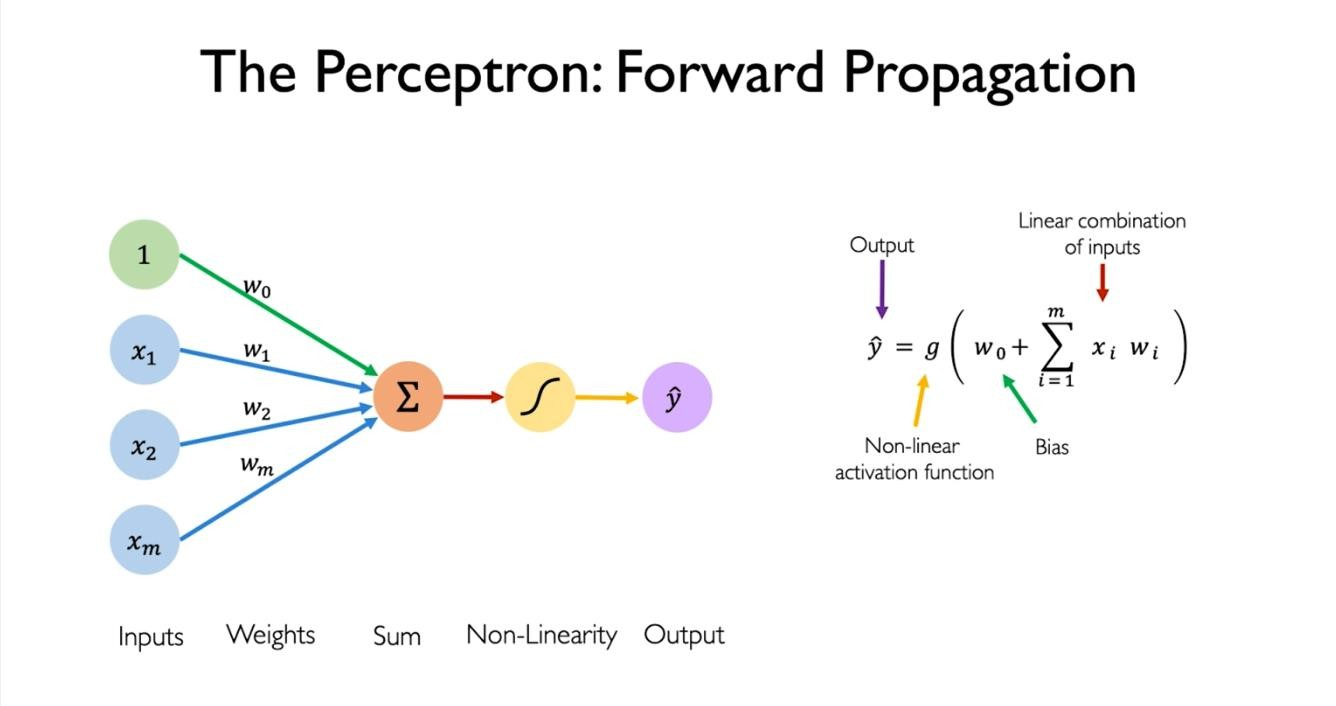 The Perceptron: Forward Propagation
1
w₀
x₁
w₁
x₂
w₂
xₘ
wₘ
Σ
∫
ŷ
Inputs Weights Sum Non-Linearity Output
Linear combination
of inputs
Output
ŷ = g ( w₀ + ∑ᵢ₌₁ᵐ xᵢ wᵢ )
Non-linear
activation function
Bias